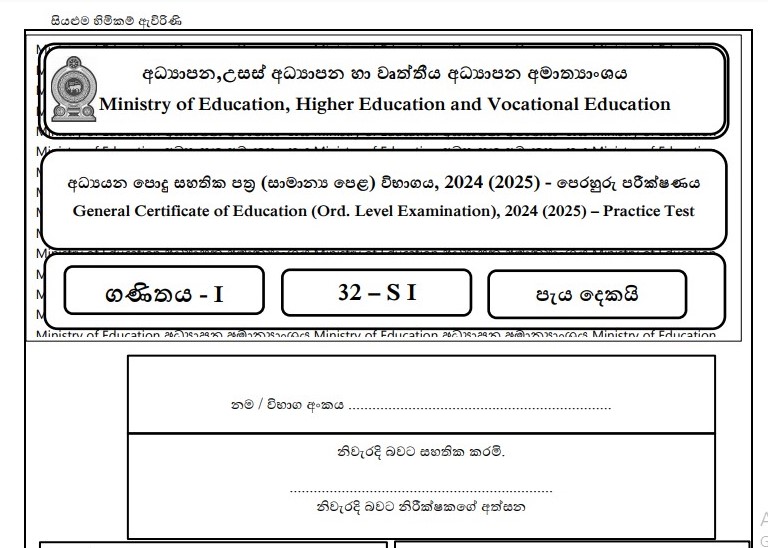 සියළුම හිමිකම් ඇවිරිණි
අධ්‍යාපන,උසස් අධ්‍යාපන හා වෘත්තීය අධ්‍යාපන අමාත්‍යාංශය
Ministry of Education, Higher Education and Vocational Education
අධ්‍යයන පොදු සහතික පත්‍ර (සාමාන්‍ය පෙළ) විභාගය, 2024 (2025) - පෙරහුරු පරීක්ෂණය
General Certificate of Education (Ord. Level Examination), 2024 (2025) – Practice Test
ගණිතය - I 32 – S I පැය දෙකයි
Ministry of Education අධ්‍යාපන අමාත්‍යාංශය Ministry of Education අධ්‍යාපන අමාත්‍යාංශය Ministry of Education
නම / විභාග අංකය ..................................................................
නිවැරදි බවට සහතික කරමි.
..................................................................
නිවැරදි බවට නිරීක්ෂකගේ අත්සන